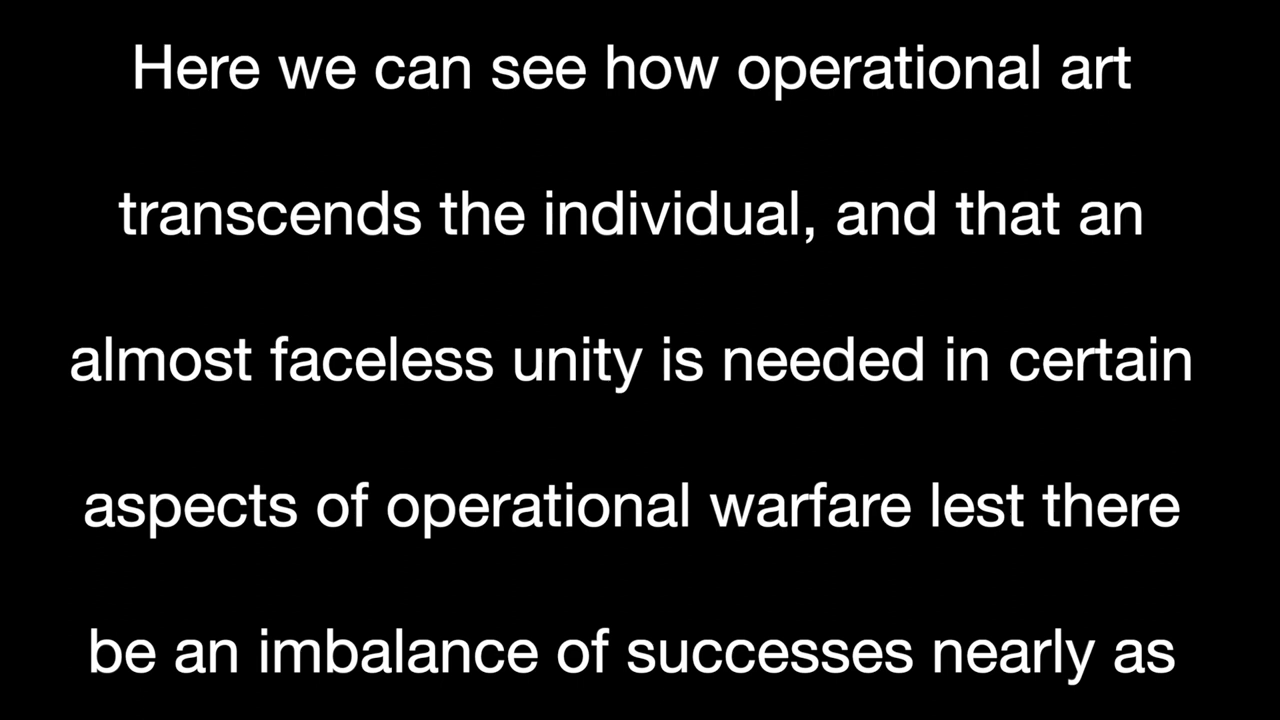 Here we can see how operational art
transcends the individual, and that an
almost faceless unity is needed in certain
aspects of operational warfare lest there
be an imbalance of successes nearly as